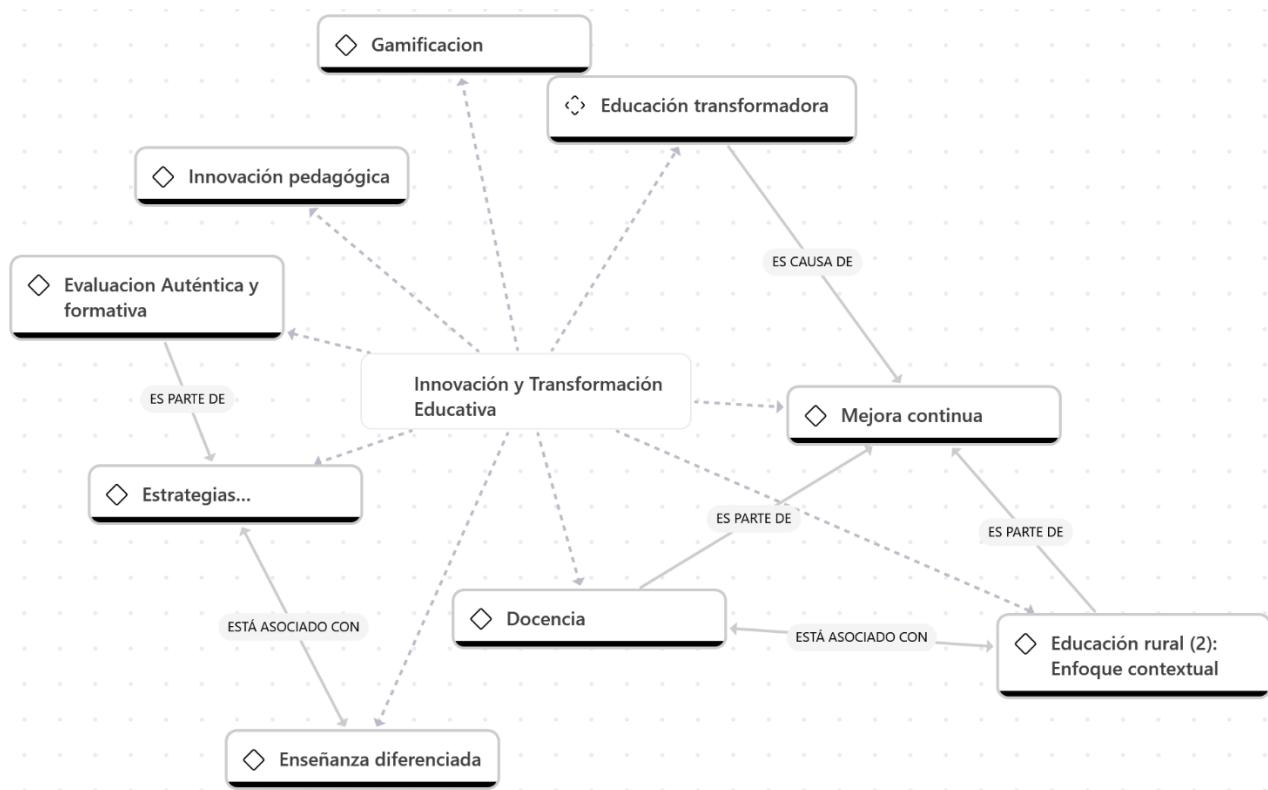 Gamificacion
Educación transformadora
Innovación pedagógica
ES CAUSA DE
Evaluacion Auténtica y
formativa
Innovación y Transformación
Educativa
ES PARTE DE
Mejora continua
Estrategias...
ES PARTE DE
ES PARTE DE
Docencia
ESTÁ ASOCIADO CON
ESTÁ ASOCIADO CON
Educación rural (2):
Enfoque contextual
Enseñanza diferenciada